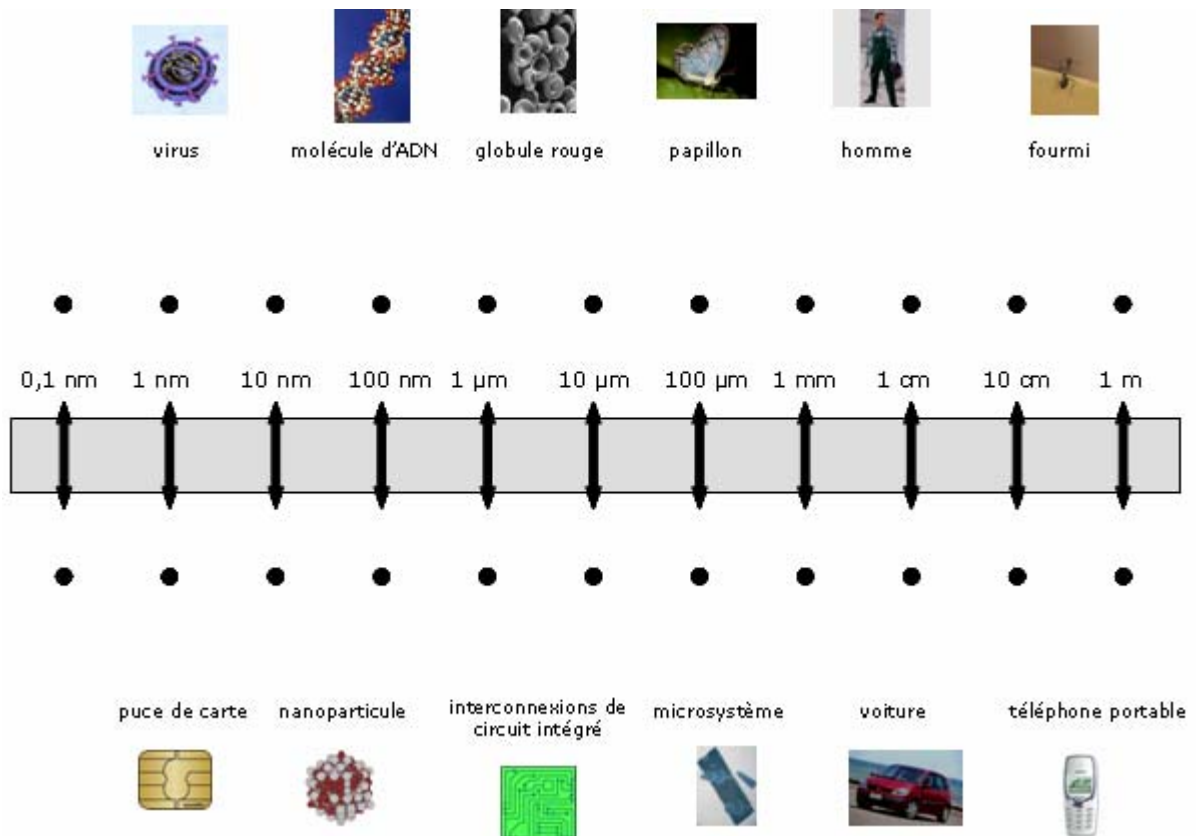 virus molécule d'ADN globule rouge papillon homme fourmi
0,1 nm 1 nm 10 nm 100 nm 1 µm 10 µm 100 µm 1 mm 1 cm 10 cm 1 m
puce de carte nanoparticule interconnexions de microsystème voiture téléphone portable
circuit intégré